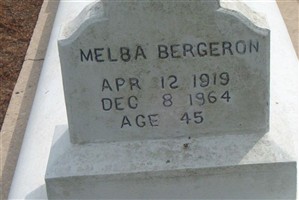 MELBA BERGERON
APR 12 1919
DEC 8 1964
AGE 45